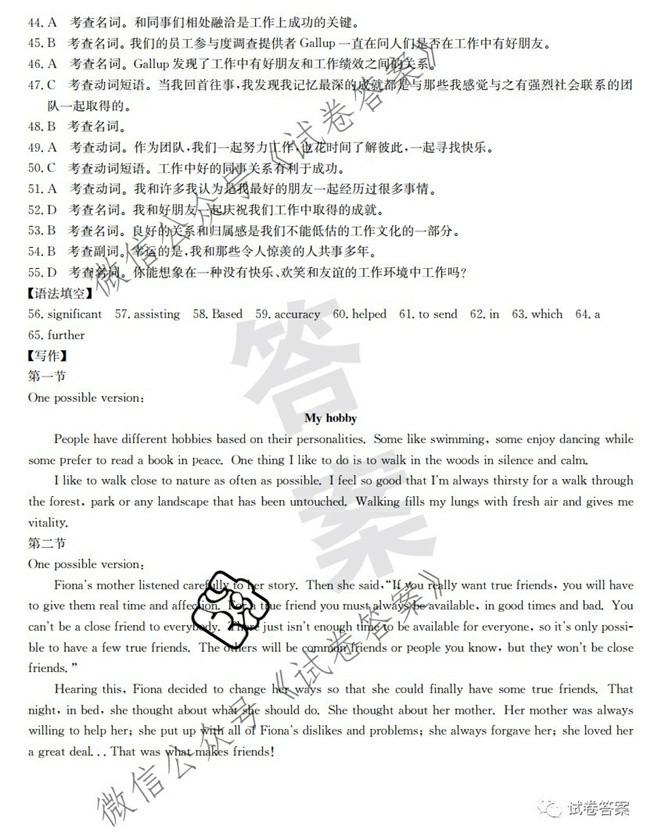 44. A 考查名词。和同事们相处融洽是工作上成功的关键。
45. B 考查名词。我们的员工参与度调查提供者 Gallup 一直在问人们是否在工作中有好朋友。
46. A 考查名词。Gallup 发现了工作中有好朋友和工作绩效之间的关系。
47. C 考查动词短语。当我回首往事,我发现我记忆最深的成就都是与那些我感觉与之有强烈社会联系的团
队一起取得的。
48. B 考查名词。
49. A 考查动词。作为团队,我们一起努力工作,也花时间了解彼此,一起寻找快乐。
50. C 考查动词短语。工作中好的同事关系有利于成功。
51. A 考查动词。我和许多我认为是我最好的朋友一起经历过很多事情。
52. D 考查名词。我和好朋友一起庆祝我们工作中取得的成就。
53. B 考查名词。良好的关系和归属感是我们不能低估的工作文化的一部分。
54. B 考查副词。幸运的是,我和那些令人惊羡的人共事多年。
55. D 考查名词。你能想象在一种没有快乐、欢笑和友谊的工作环境中工作吗?
【语法填空】
56. significant 57. assisting 58. Based 59. accuracy 60. helped 61. to send 62. in 63. which 64. a
65. further
【写作】
第一节
One possible version:
My hobby
People have different hobbies based on their personalities. Some like swimming, some enjoy dancing while
some prefer to read a book in peace. One thing I like to do is to walk in the woods in silence and calm.
I like to walk close to nature as often as possible. I feel so good that I'm always thirsty for a walk through
the forest, park or any landscape that has been untouched. Walking fills my lungs with fresh air and gives me
vitality.
第二节
One possible version:
Fiona's mother listened carefully to her story. Then she said,"If you really want true friends, you will have
to give them real time and affection. For a true friend you must always be available, in good times and bad. You
can't be a close friend to everybody. There just isn't enough time to be available for everyone, so it's only possi-
ble to have a few true friends. The others will be common friends or people you know, but they won't be close
friends."
Hearing this, Fiona decided to change her ways so that she could finally have some true friends. That
night, in bed, she thought about what she should do. She thought about her mother. Her mother was always
willing to help her; she put up with all of Fiona's dislikes and problems; she always forgave her; she loved her
a great deal... That was what makes friends!
微信公众号《试卷答案》
答案
微信公众号《试卷答案》
试卷答案